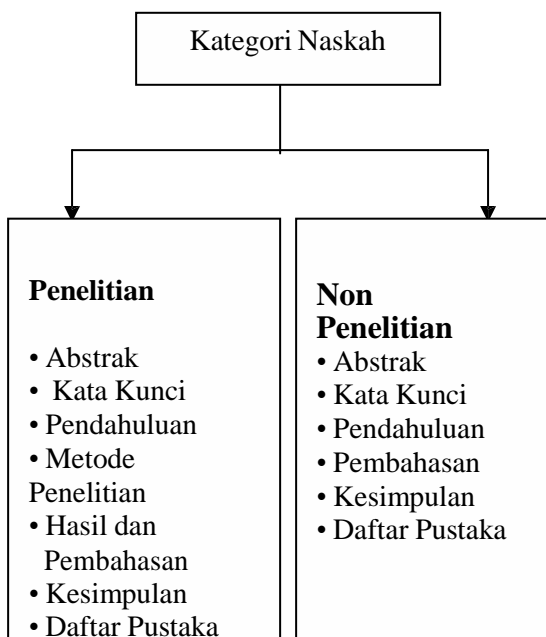 Kategori Naskah
Penelitian
• Abstrak
• Kata Kunci
• Pendahuluan
• Metode
Penelitian
• Hasil dan
Pembahasan
• Kesimpulan
• Daftar Pustaka
Non
Penelitian
• Abstrak
• Kata Kunci
• Pendahuluan
• Pembahasan
• Kesimpulan
• Daftar Pustaka